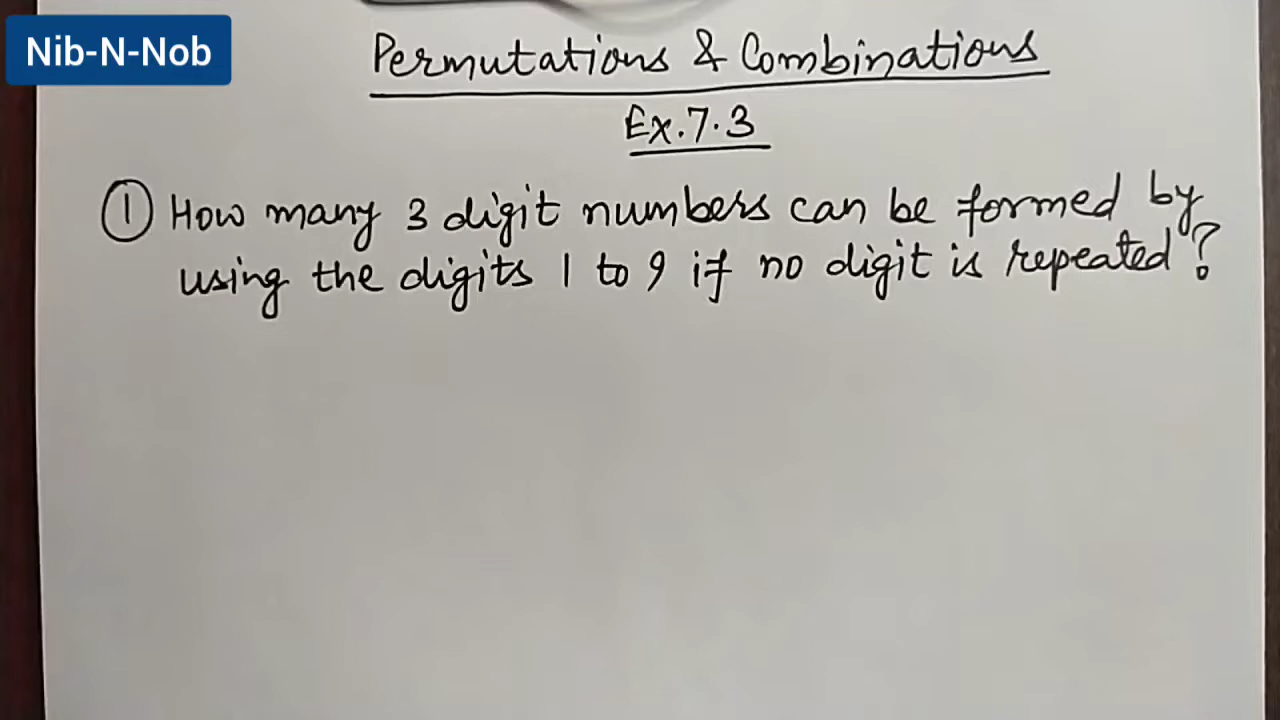 Nib-N-Nob
Permutations & Combinations
Ex.7.3
① How many 3 digit numbers can be formed by
using the digits 1 to 9 if no digit is repeated?